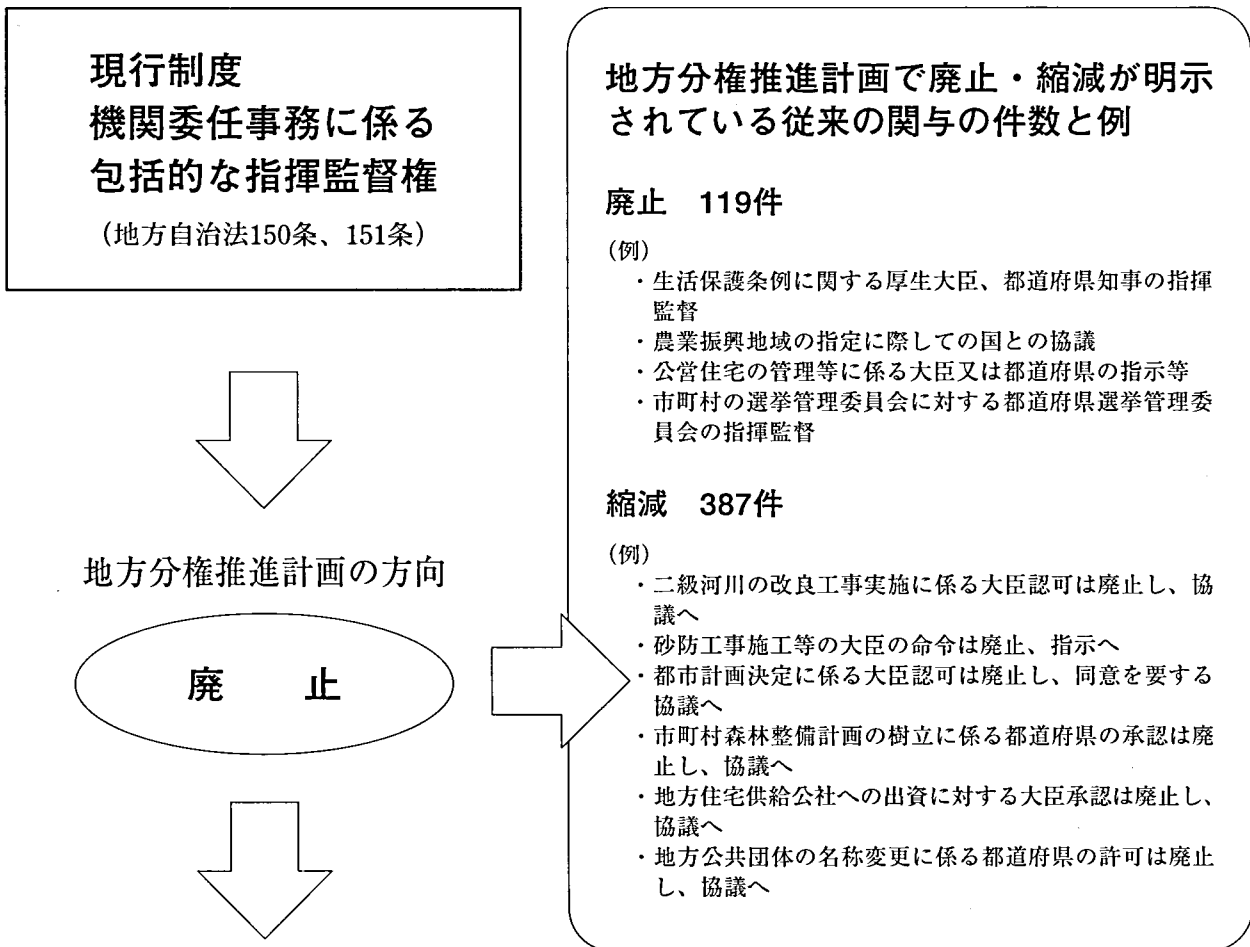 現行制度
機関委任事務に係る
包括的な指揮監督権
(地方自治法150条、151条)
地方分権推進計画の方向
廃 止
地方分権推進計画で廃止・縮減が明示
されている従来の関与の件数と例
廃止 119件
(例)
・生活保護条例に関する厚生大臣、都道府県知事の指揮
監督
・農業振興地域の指定に際しての国との協議
・公営住宅の管理等に係る大臣又は都道府県の指示等
・市町村の選挙管理委員会に対する都道府県選挙管理委
員会の指揮監督
縮減 387件
(例)
・二級河川の改良工事実施に係る大臣認可は廃止し、協
議へ
・砂防工事施工等の大臣の命令は廃止、指示へ
・都市計画決定に係る大臣認可は廃止し、同意を要する
協議へ
・市町村森林整備計画の樹立に係る都道府県の承認は廃
止し、協議へ
・地方住宅供給公社への出資に対する大臣承認は廃止し、
協議へ
・地方公共団体の名称変更に係る都道府県の許可は廃止
し、協議へ